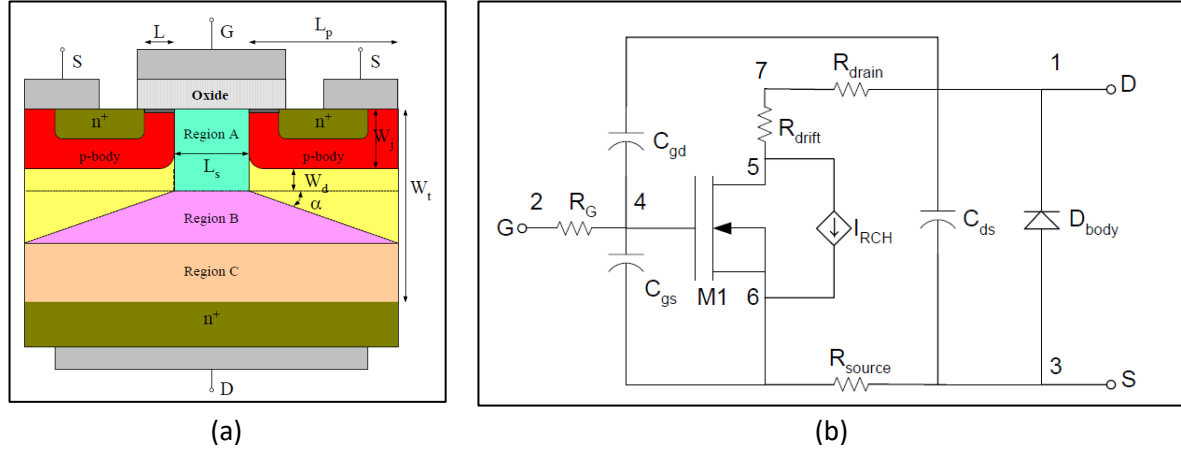 L
G
Lp
S
S
Oxide
n+
Region A
n+
Wj
p-body
p-body
Ls
Wd
Wt
α
Region B
Region C
n+
D
(a)
7
Rdrain
1
D
Rdrift
Cgd
5
2
RG
4
G
IRCH
Cds
Dbody
Cgs
M1
6
Rsource
3
S
(b)